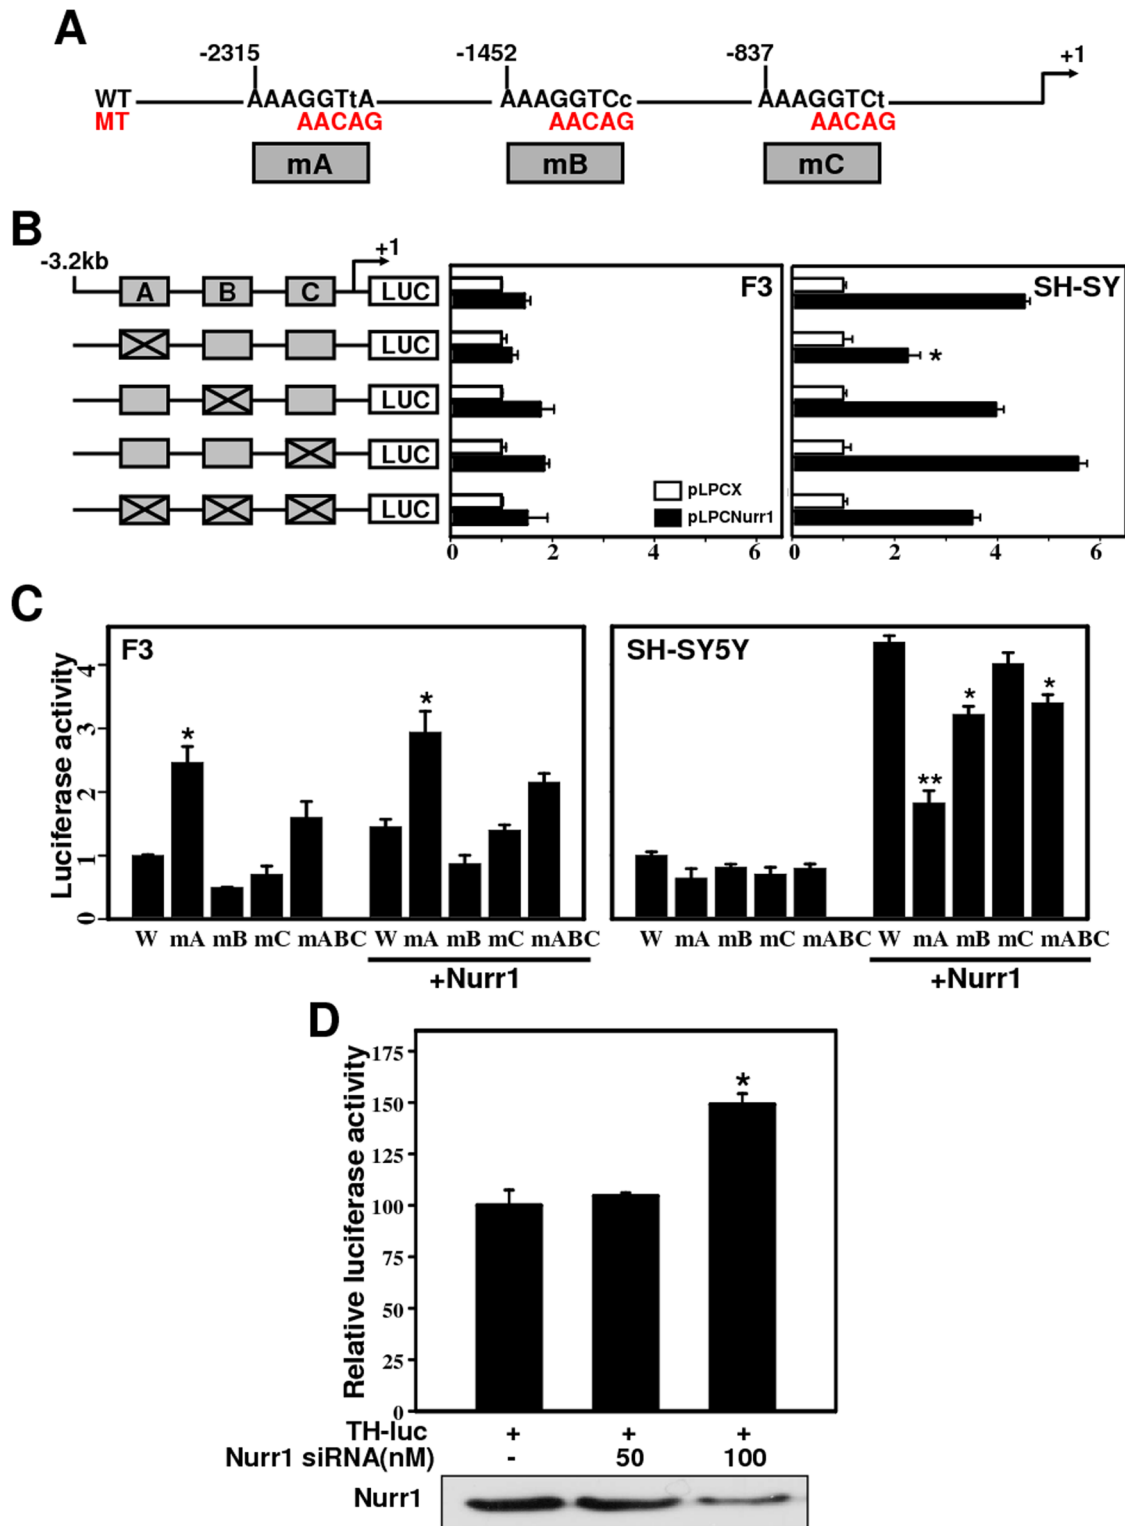 A
-2315 -1452 -837 +1
WT AAAGGTtA AAAGGTCc AAAGGTCt
MT AACAG AACAG AACAG
mA mB mC
B
-3.2kb +1
A B C LUC
LUC
LUC
LUC
LUC
F3
pLPCX
pLPCNurr1
0 2 4 6
SH-SY
0 2 4 6
C
Luciferase activity
4
3
2
1
0
F3
W mA mB mC mABC W mA mB mC mABC
+Nurr1
SH-SY5Y
* * ** * *
W mA mB mC mABC W mA mB mC mABC
+Nurr1
D
Relative luciferase activity
175
150
125
100
75
50
25
0
*
TH-luc + + +
Nurr1 siRNA(nM) - 50 100
Nurr1